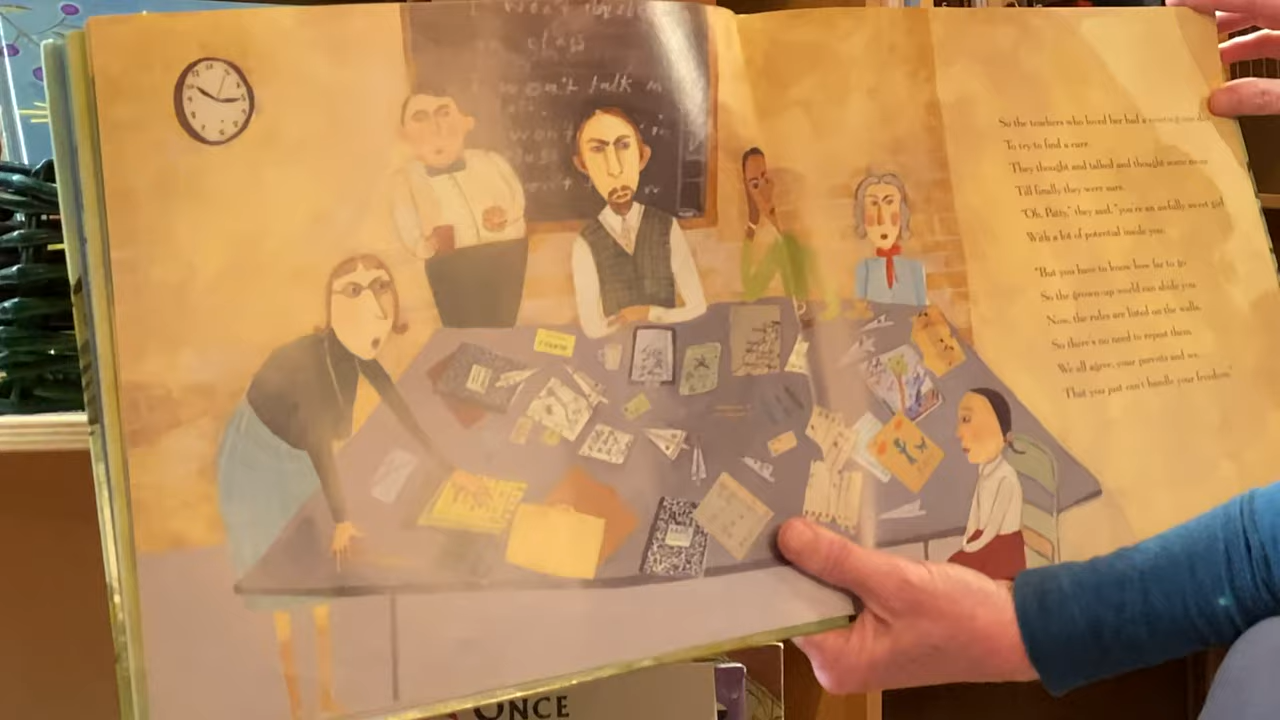 I won't
class
won't talk in
won't
So the teachers who loved her had a
To try to find a cure.
They thought and talked and thought some more
Till finally they were sure.
"Oh, Patty," they said, "you're an awfully sweet girl
With a lot of potential inside you.
"But you have to know how far to go
So the grown-up world can abide you.
Now, the rules are listed on the walls,
So there's no need to repeat them.
We all agree, your parents and we,
That you just can't handle your freedom."
ONCE